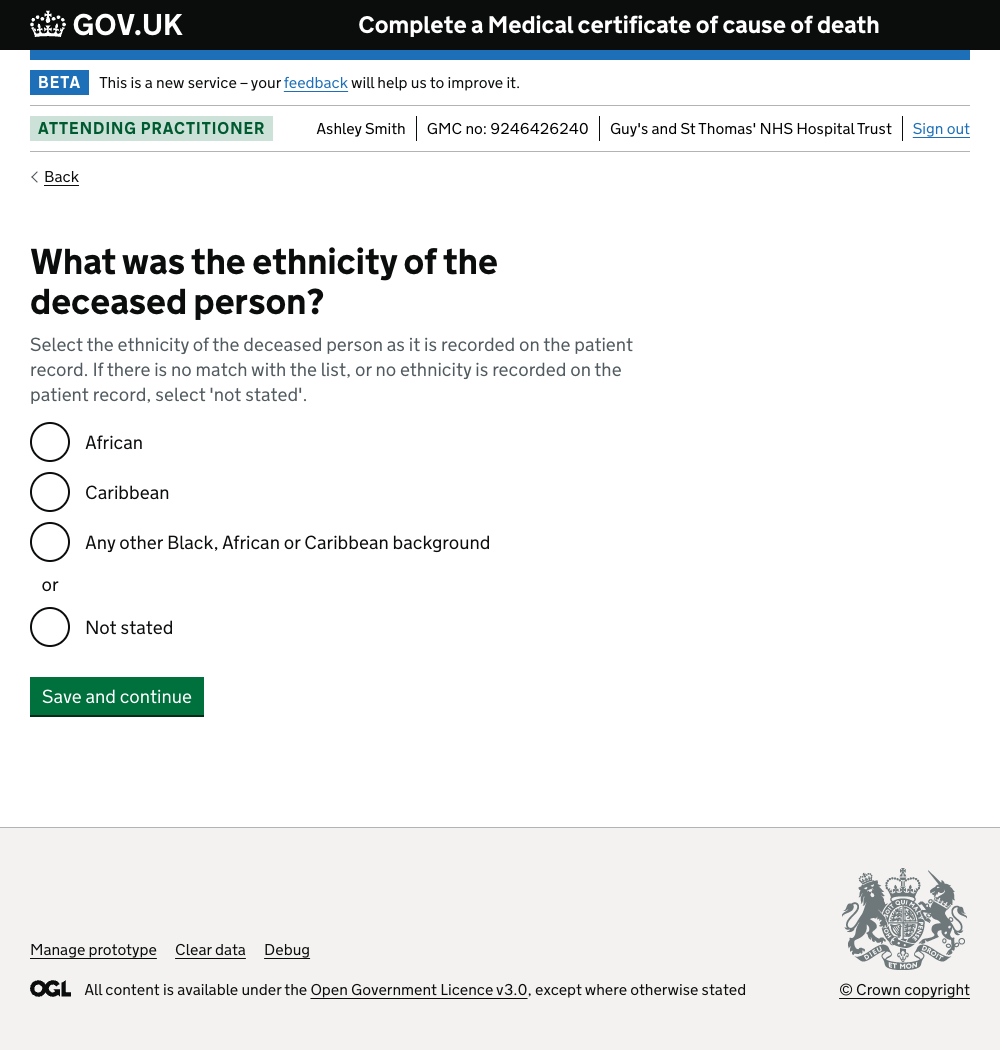 GOV.UK Complete a Medical certificate of cause of death
BETA This is a new service – your feedback will help us to improve it.
ATTENDING PRACTITIONER Ashley Smith GMC no: 9246426240 Guy's and St Thomas' NHS Hospital Trust Sign out
Back
What was the ethnicity of the
deceased person?
Select the ethnicity of the deceased person as it is recorded on the patient
record. If there is no match with the list, or no ethnicity is recorded on the
patient record, select 'not stated'.
African
Caribbean
Any other Black, African or Caribbean background
or
Not stated
Save and continue
Manage prototype Clear data Debug
DIEU ET MON DROIT
OGL All content is available under the Open Government Licence v3.0, except where otherwise stated © Crown copyright